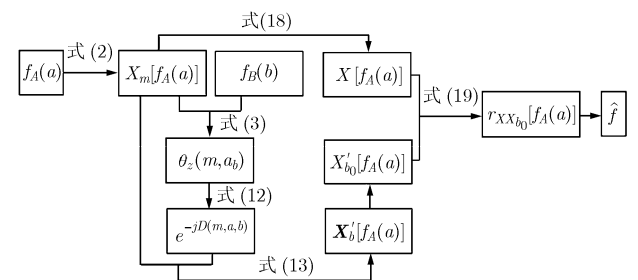 式(18)
式 (2)
f_A(a)
X_m[f_A(a)]
f_B(b)
X[f_A(a)]
式 (3)
式 (19)
r_{XX_{b_0}}[f_A(a)]
\hat{f}
θ_z(m,a_b)
X'_{b_0}[f_A(a)]
式 (12)
e^{-jD(m,a,b)}
X'_b[f_A(a)]
式 (13)